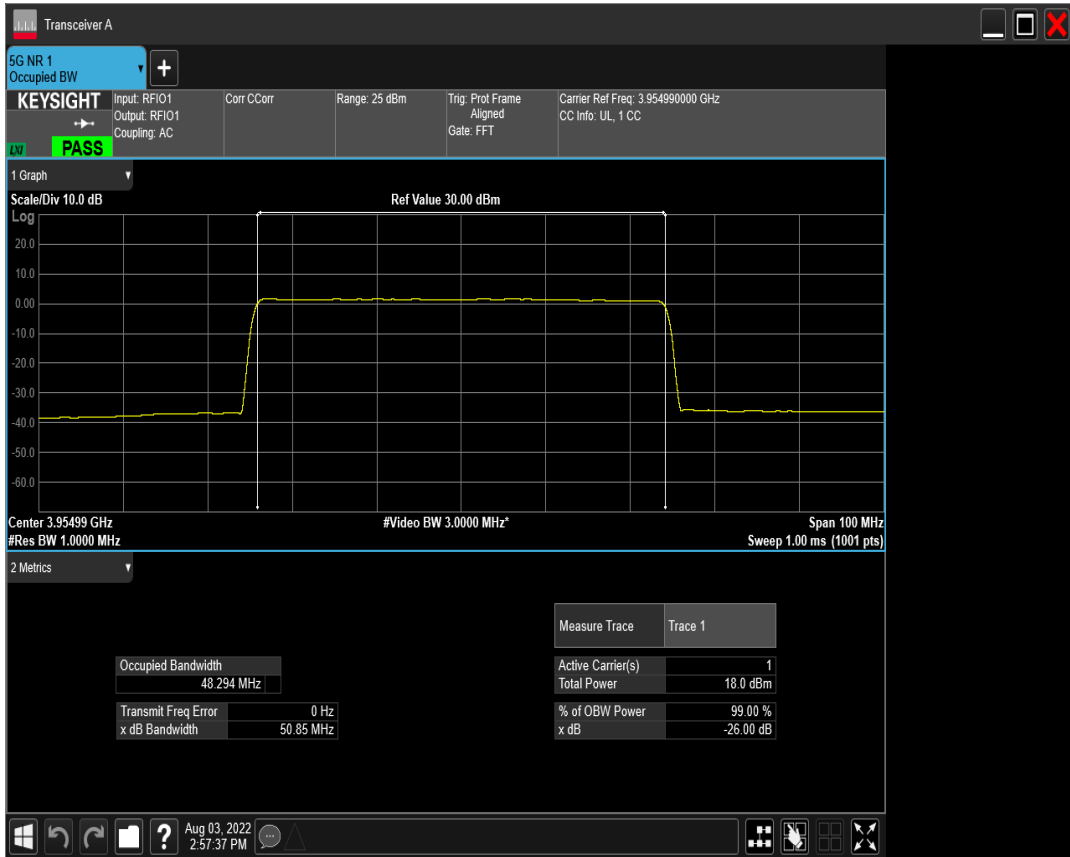 Transceiver A
5G NR 1
Occupied BW
+
KEYSIGHT
LXI
PASS
Input: RFIO1
Output: RFIO1
Coupling: AC
Corr CCorr
Range: 25 dBm
Trig: Prot Frame
Aligned
Gate: FFT
Carrier Ref Freq: 3.954990000 GHz
CC Info: UL, 1 CC
1 Graph
Scale/Div 10.0 dB
Ref Value 30.00 dBm
Log
20.0
10.0
0.00
-10.0
-20.0
-30.0
-40.0
-50.0
-60.0
Center 3.95499 GHz
#Video BW 3.0000 MHz*
Span 100 MHz
#Res BW 1.0000 MHz
Sweep 1.00 ms (1001 pts)
2 Metrics
Measure Trace Trace 1
Occupied Bandwidth
48.294 MHz
Active Carrier(s) 1
Total Power 18.0 dBm
Transmit Freq Error 0 Hz
x dB Bandwidth 50.85 MHz
% of OBW Power 99.00 %
x dB -26.00 dB
?
Aug 03, 2022
2:57:37 PM